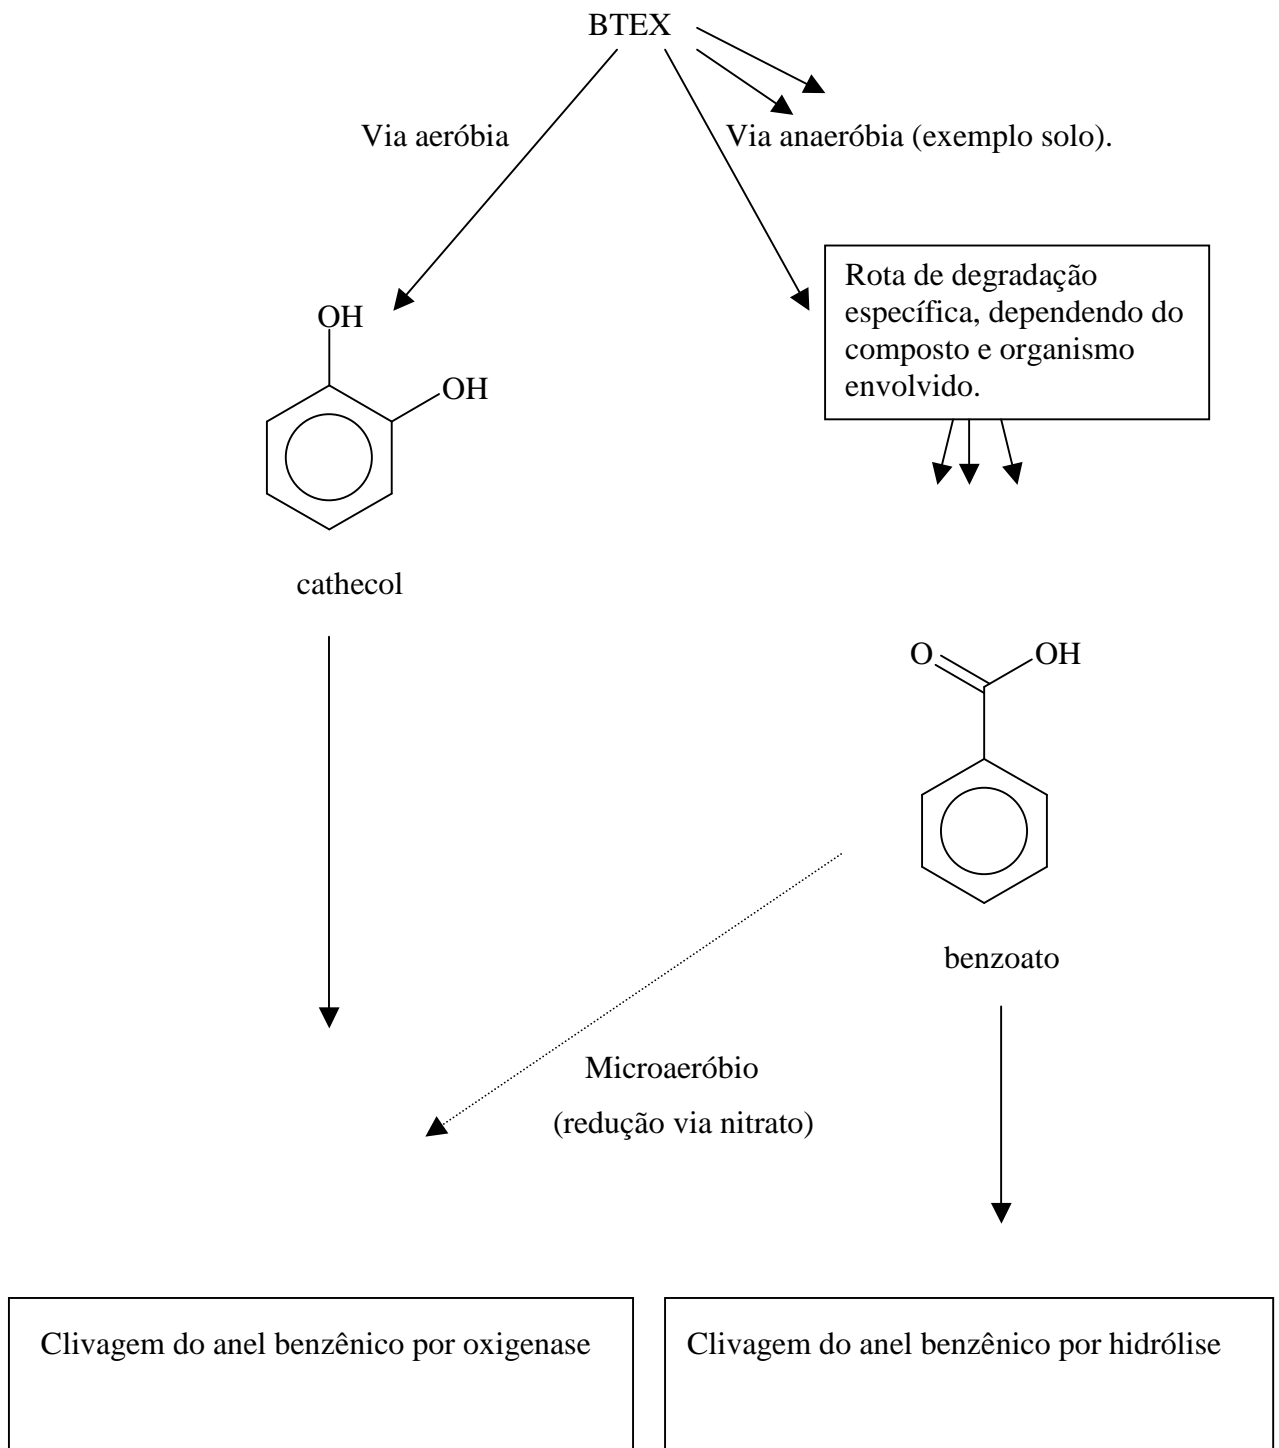 BTEX
Via aeróbia
Via anaeróbia (exemplo solo).
Rota de degradação
específica, dependendo do
composto e organismo
envolvido.
OH
OH
cathecol
O
OH
benzoato
Microaeróbio
(redução via nitrato)
Clivagem do anel benzênico por oxigenase
Clivagem do anel benzênico por hidrólise